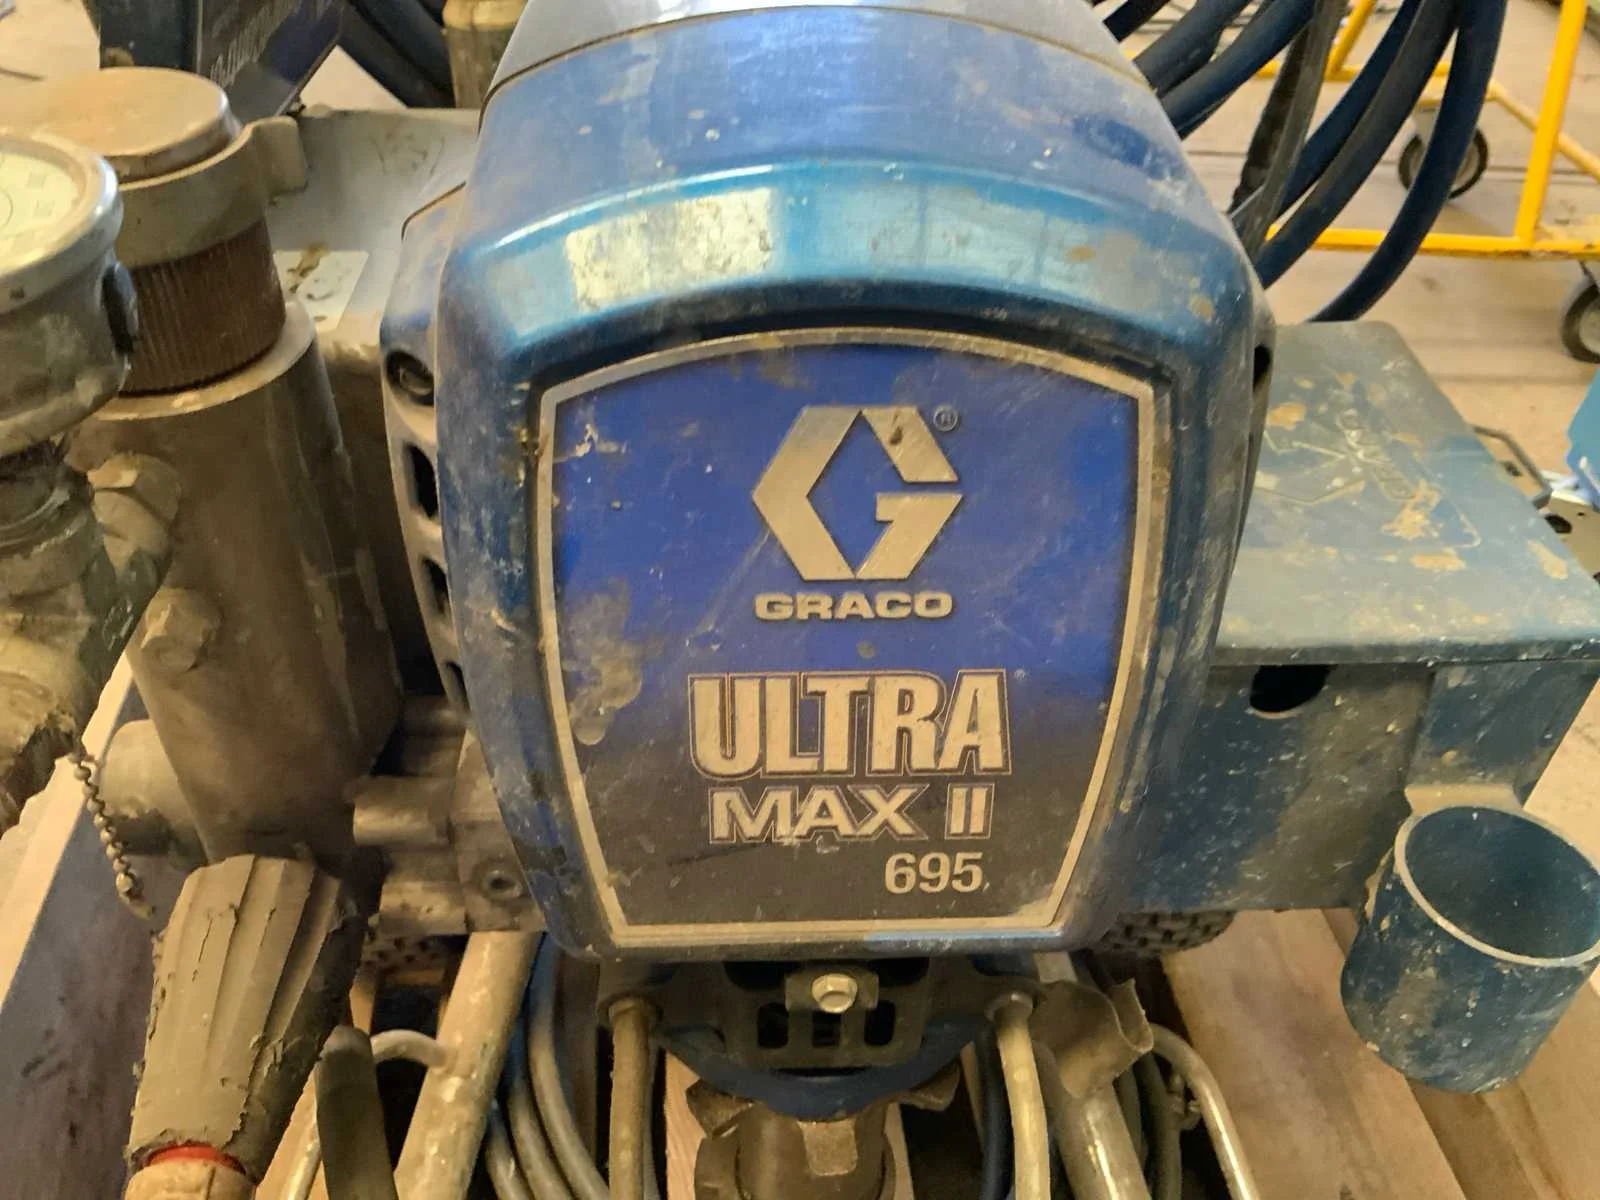 ®
GRACO
ULTRA
MAX II
695